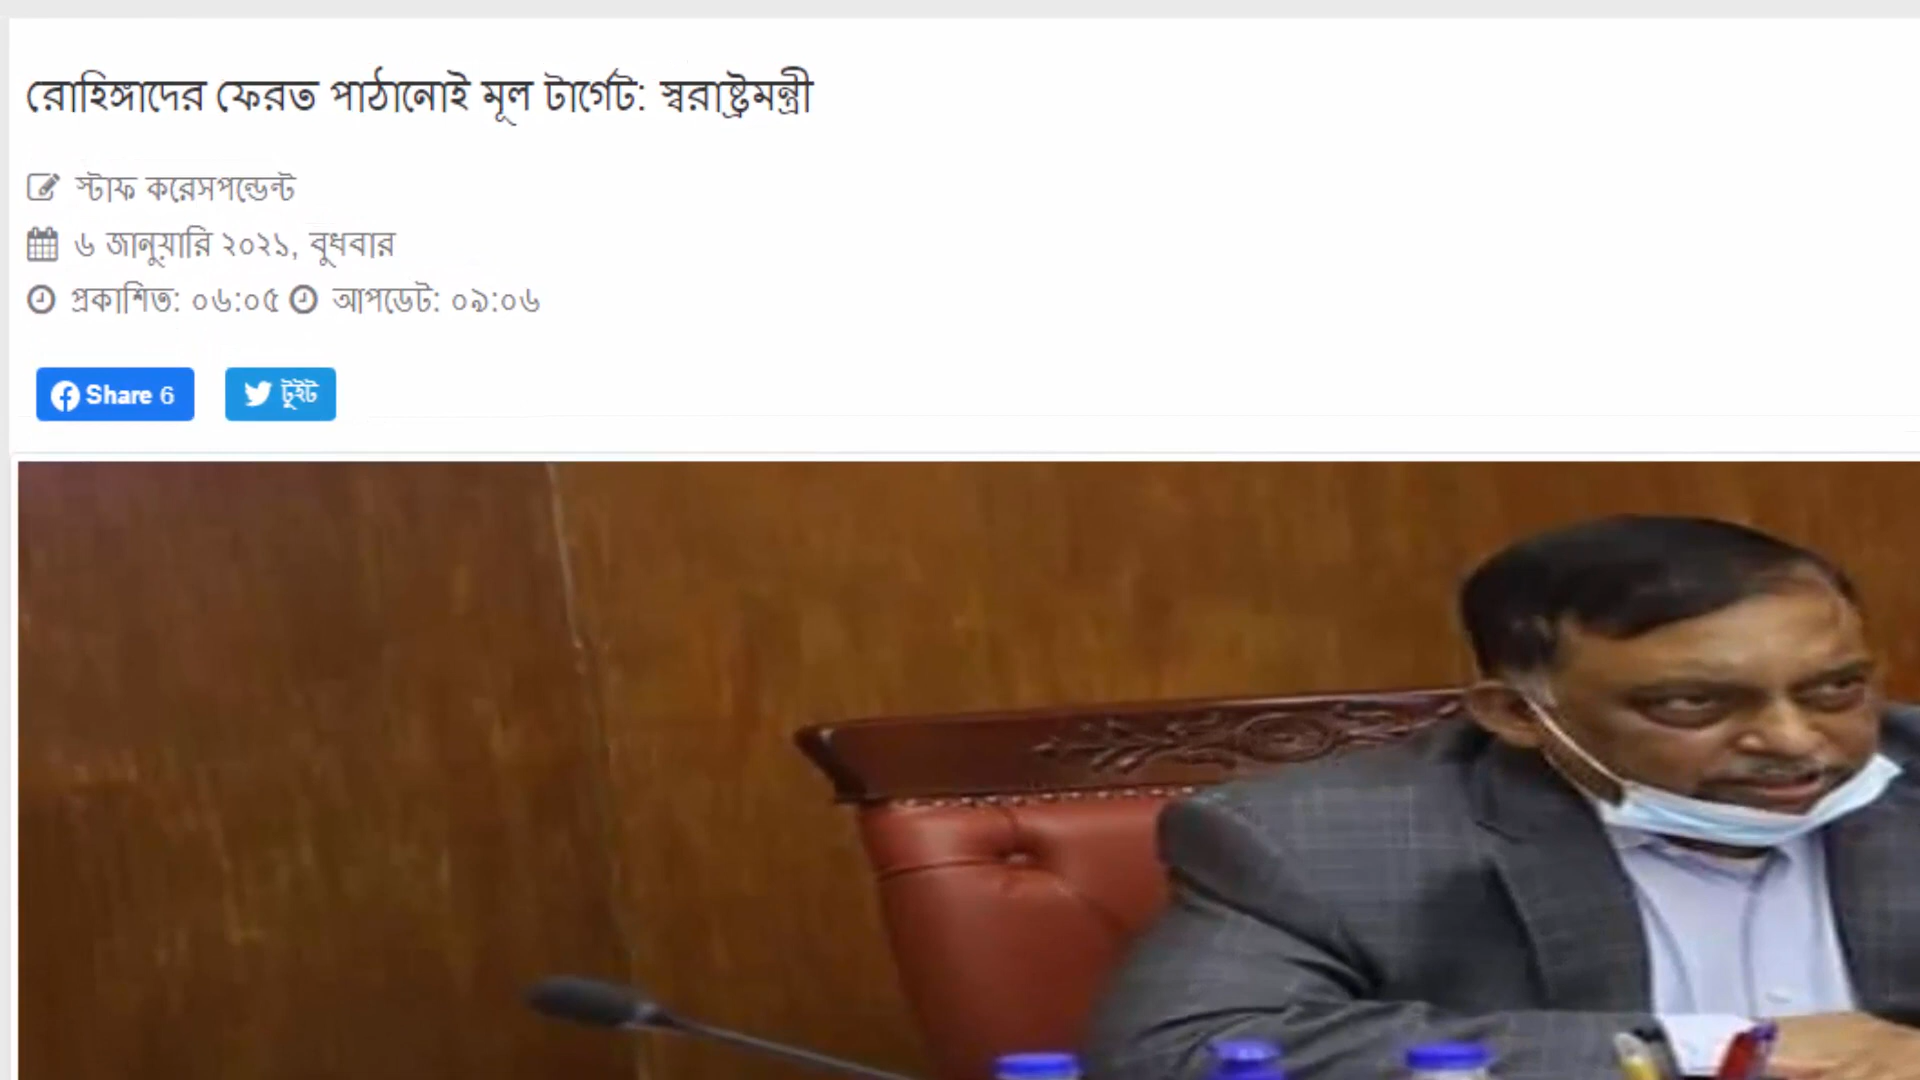 রোহিঙ্গাদের ফেরত পাঠানোই মূল টার্গেট: স্বরাষ্ট্রমন্ত্রী
স্টাফ করেসপন্ডেন্ট
৬ জানুয়ারি ২০২১, বুধবার
প্রকাশিত: ০৬:০৫ আপডেট: ০৯:০৬
Share 6 টুইট